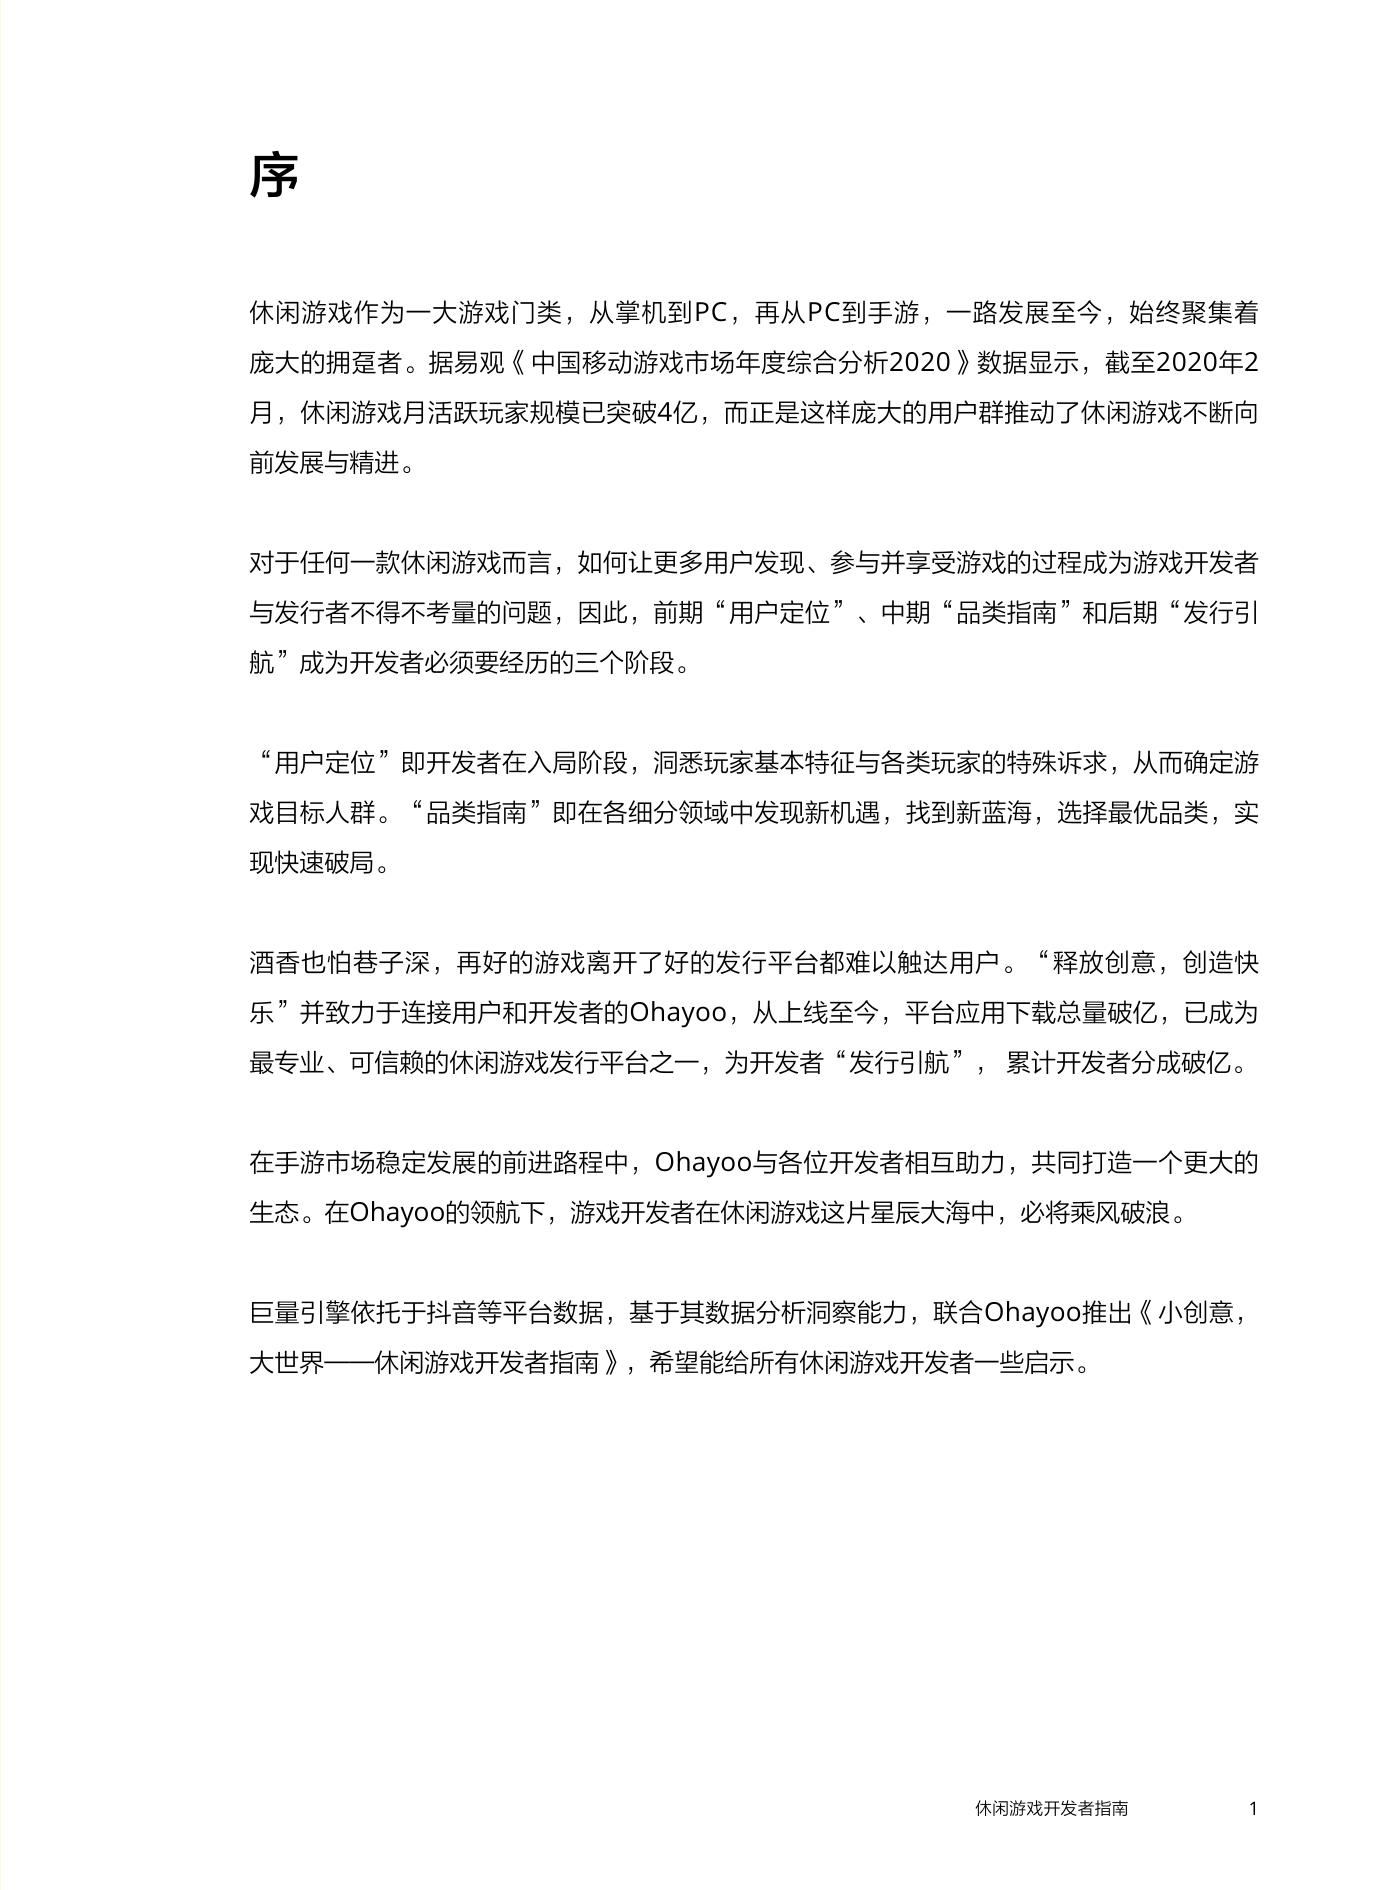 序
休闲游戏作为一大游戏门类，从掌机到PC，再从PC到手游，一路发展至今，始终聚集着
庞大的拥趸者。据易观《中国移动游戏市场年度综合分析2020》数据显示，截至2020年2
月，休闲游戏月活跃玩家规模已突破4亿，而正是这样庞大的用户群推动了休闲游戏不断向
前发展与精进。
对于任何一款休闲游戏而言，如何让更多用户发现、参与并享受游戏的过程成为游戏开发者
与发行者不得不考量的问题，因此，前期“用户定位”、中期“品类指南”和后期“发行引
航”成为开发者必须要经历的三个阶段。
“用户定位”即开发者在入局阶段，洞悉玩家基本特征与各类玩家的特殊诉求，从而确定游
戏目标人群。“品类指南”即在各细分领域中发现新机遇，找到新蓝海，选择最优品类，实
现快速破局。
酒香也怕巷子深，再好的游戏离开了好的发行平台都难以触达用户。“释放创意，创造快
乐”并致力于连接用户和开发者的Ohayoo，从上线至今，平台应用下载总量破亿，已成为
最专业、可信赖的休闲游戏发行平台之一，为开发者“发行引航”， 累计开发者分成破亿。
在手游市场稳定发展的前进路程中，Ohayoo与各位开发者相互助力，共同打造一个更大的
生态。在Ohayoo的领航下，游戏开发者在休闲游戏这片星辰大海中，必将乘风破浪。
巨量引擎依托于抖音等平台数据，基于其数据分析洞察能力，联合Ohayoo推出《小创意，
大世界——休闲游戏开发者指南》，希望能给所有休闲游戏开发者一些启示。
休闲游戏开发者指南 1